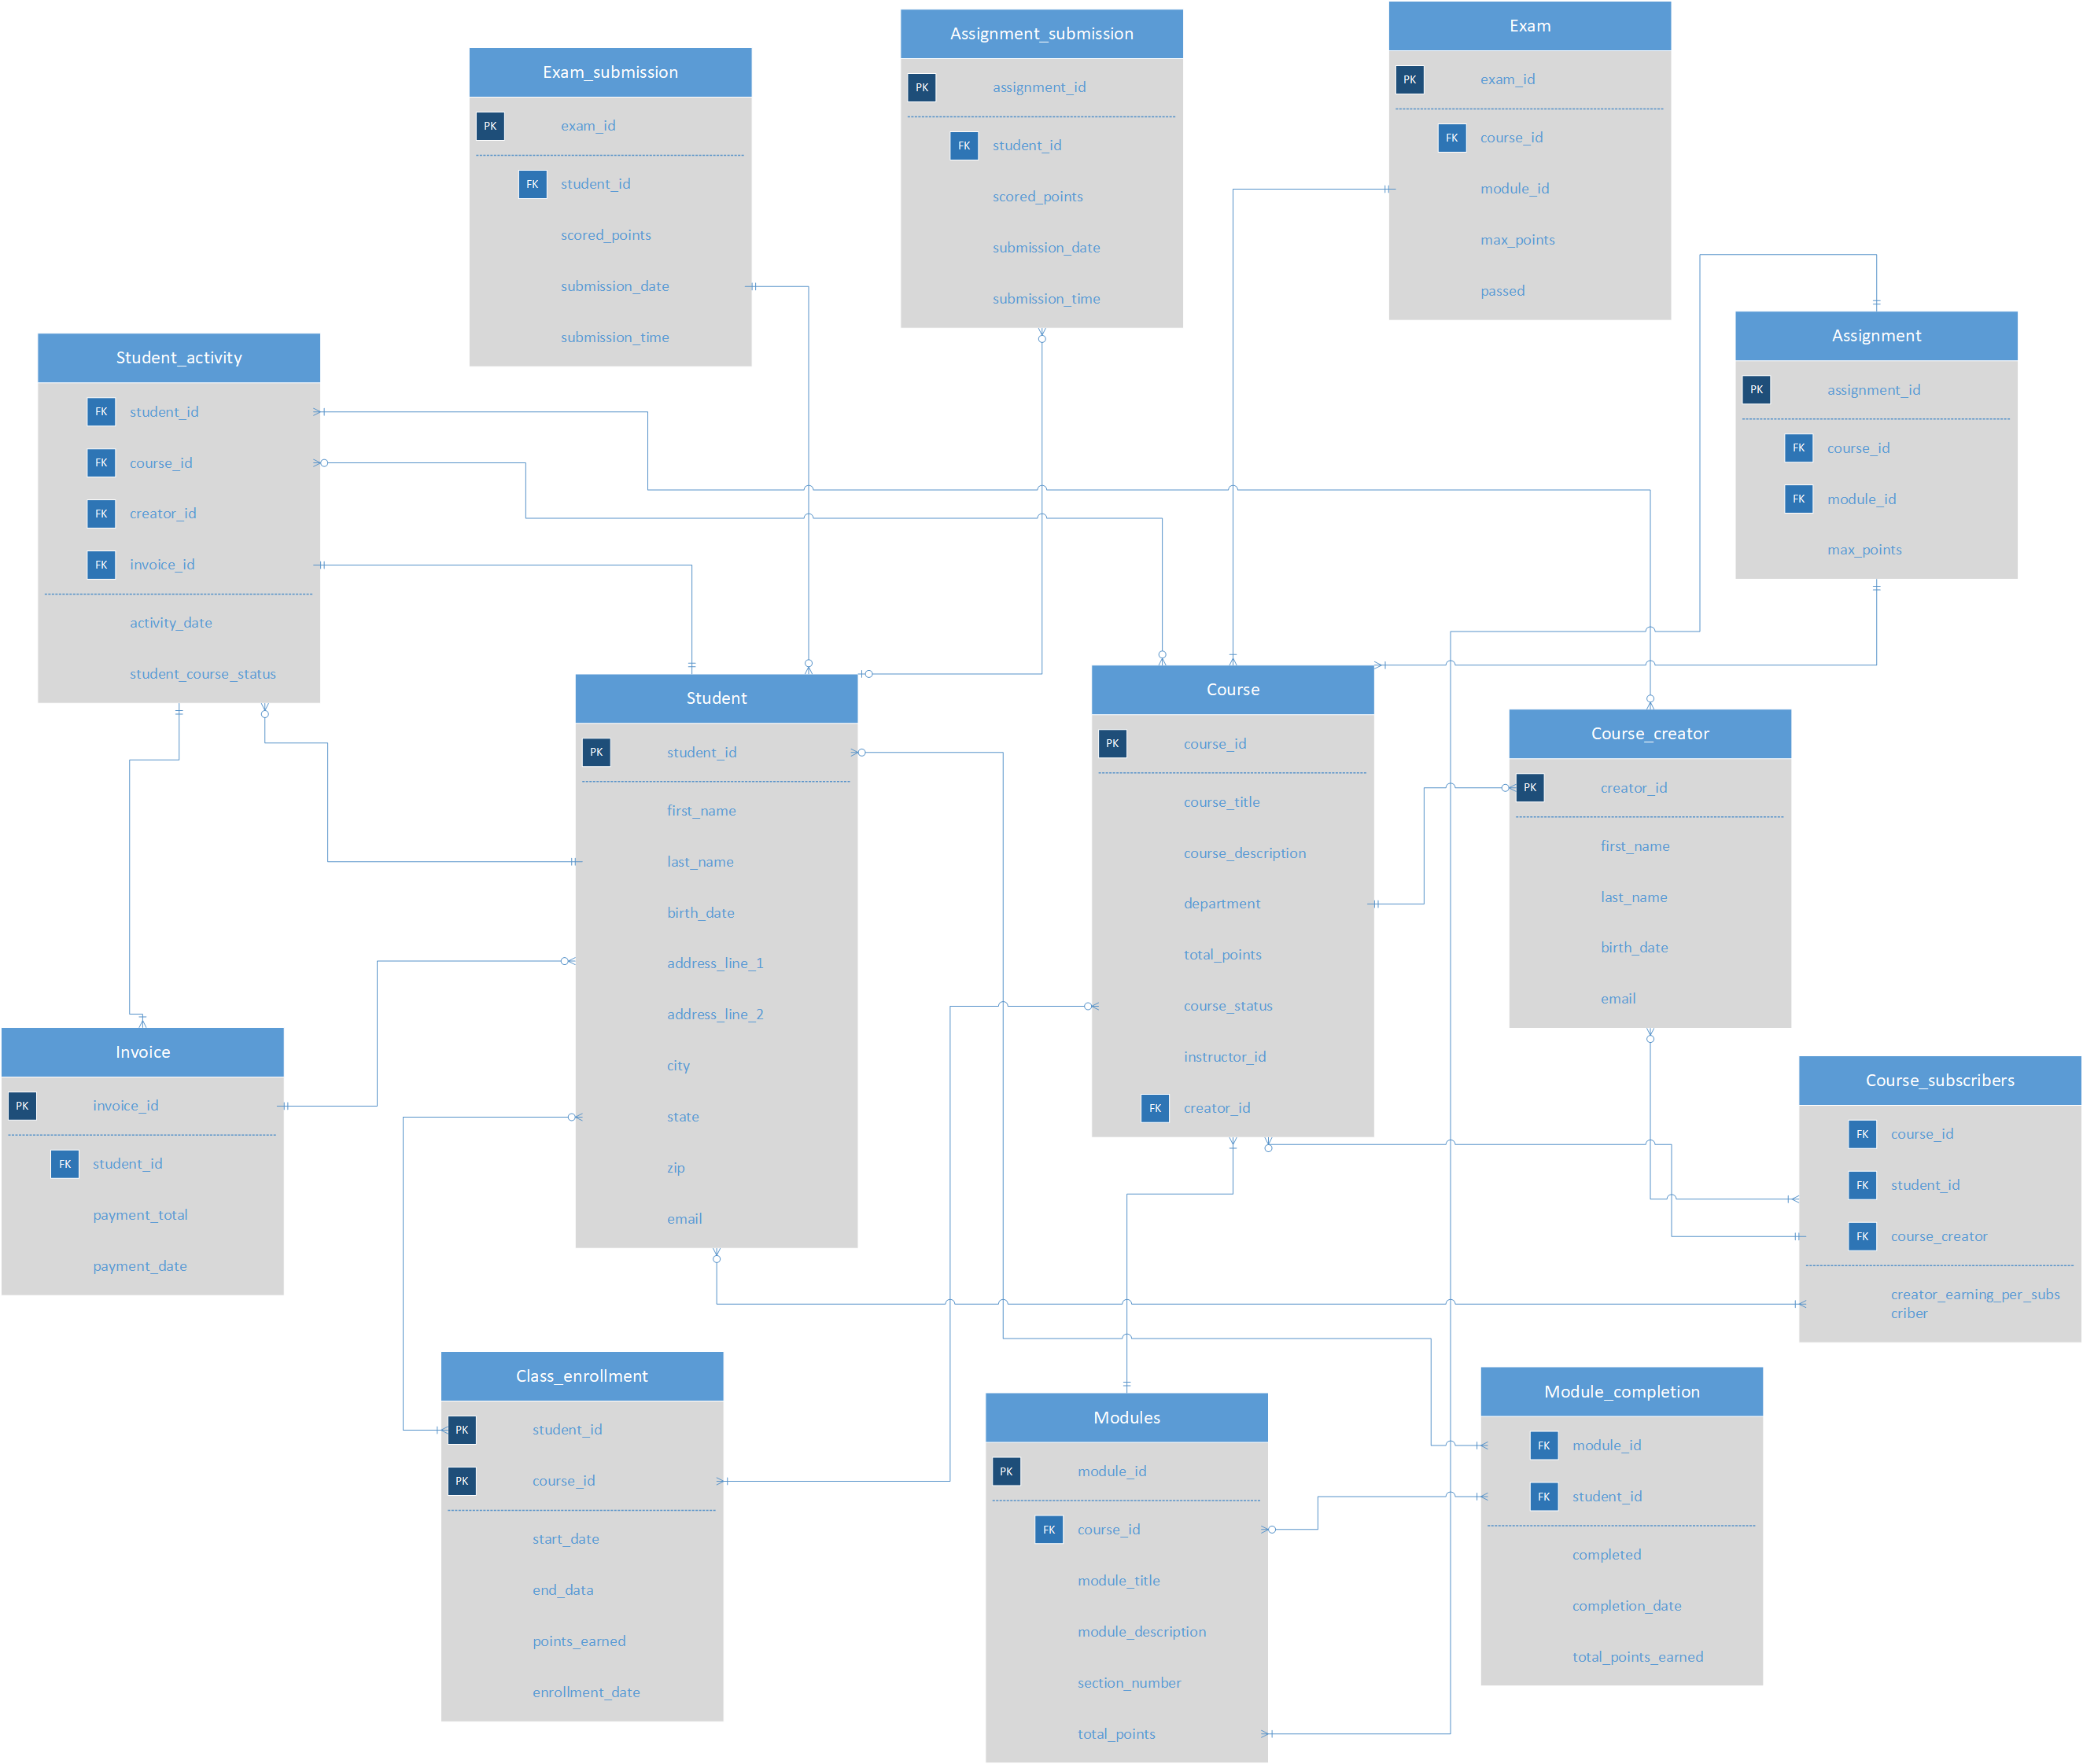 Exam_submission
PK
exam_id
FK
student_id
scored_points
submission_date
submission_time
Assignment_submission
PK
assignment_id
FK
student_id
scored_points
submission_date
submission_time
Exam
PK
exam_id
FK
course_id
module_id
max_points
passed
Student_activity
FK
student_id
FK
course_id
FK
creator_id
FK
invoice_id
activity_date
student_course_status
Assignment
PK
assignment_id
FK
course_id
FK
module_id
max_points
Student
PK
student_id
first_name
last_name
birth_date
address_line_1
address_line_2
city
state
zip
email
Course
PK
course_id
course_title
course_description
department
total_points
course_status
instructor_id
FK
creator_id
Course_creator
PK
creator_id
first_name
last_name
birth_date
email
Invoice
PK
invoice_id
FK
student_id
payment_total
payment_date
Course_subscribers
FK
course_id
FK
student_id
FK
course_creator
creator_earning_per_subs
criber
Class_enrollment
PK
student_id
PK
course_id
start_date
end_data
points_earned
enrollment_date
Modules
PK
module_id
FK
course_id
module_title
module_description
section_number
total_points
Module_completion
FK
module_id
FK
student_id
completed
completion_date
total_points_earned